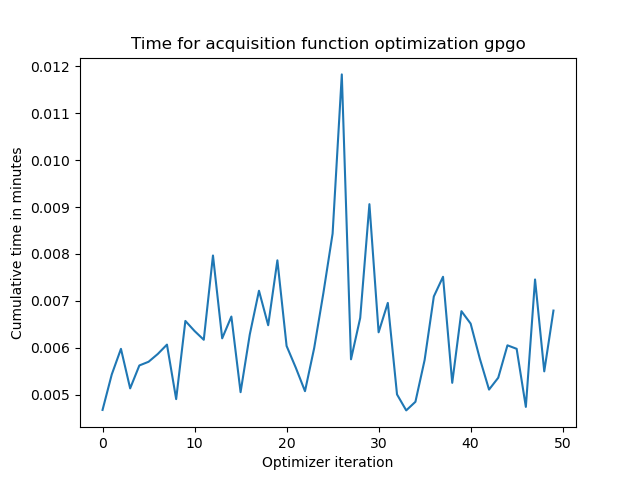 Time for acquisition function optimization gpgo
Cumulative time in minutes
0.012
0.011
0.010
0.009
0.008
0.007
0.006
0.005
0 10 20 30 40 50
Optimizer iteration